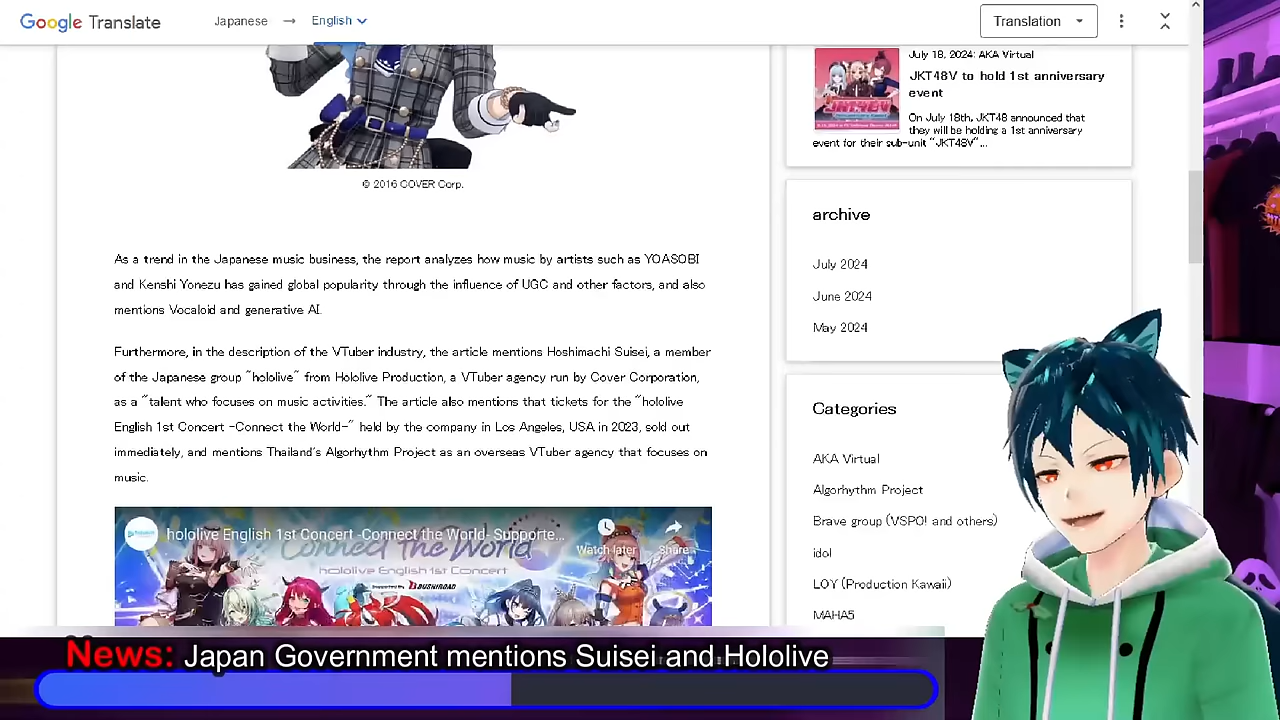 Google Translate
Japanese → English
Translation
July 18, 2024: AKA Virtual
JKT48V to hold 1st anniversary
event
On July 18th, JKT48 announced that
they will be holding a 1st anniversary
event for their sub-unit "JKT48V"...
© 2016 COVER Corp.
As a trend in the Japanese music business, the report analyzes how music by artists such as YOASOBI
and Kenshi Yonezu has gained global popularity through the influence of UGC and other factors, and also
mentions Vocaloid and generative AI.
Furthermore, in the description of the VTuber industry, the article mentions Hoshimachi Suisei, a member
of the Japanese group "hololive" from Hololive Production, a VTuber agency run by Cover Corporation,
as a "talent who focuses on music activities." The article also mentions that tickets for the "hololive
English 1st Concert -Connect the World-" held by the company in Los Angeles, USA in 2023, sold out
immediately, and mentions Thailand's Algorhythm Project as an overseas VTuber agency that focuses on
music.
hololive English 1st Concert -Connect the World- Supporte...
Watch later
Share
Connect The World
hololive English 1st Concert
Supported by BUSHIROAD
archive
July 2024
June 2024
May 2024
Categories
AKA Virtual
Algorhythm Project
Brave group (VSPO! and others)
idol
LOY (Production Kawaii)
MAHA5
News: Japan Government mentions Suisei and Hololive